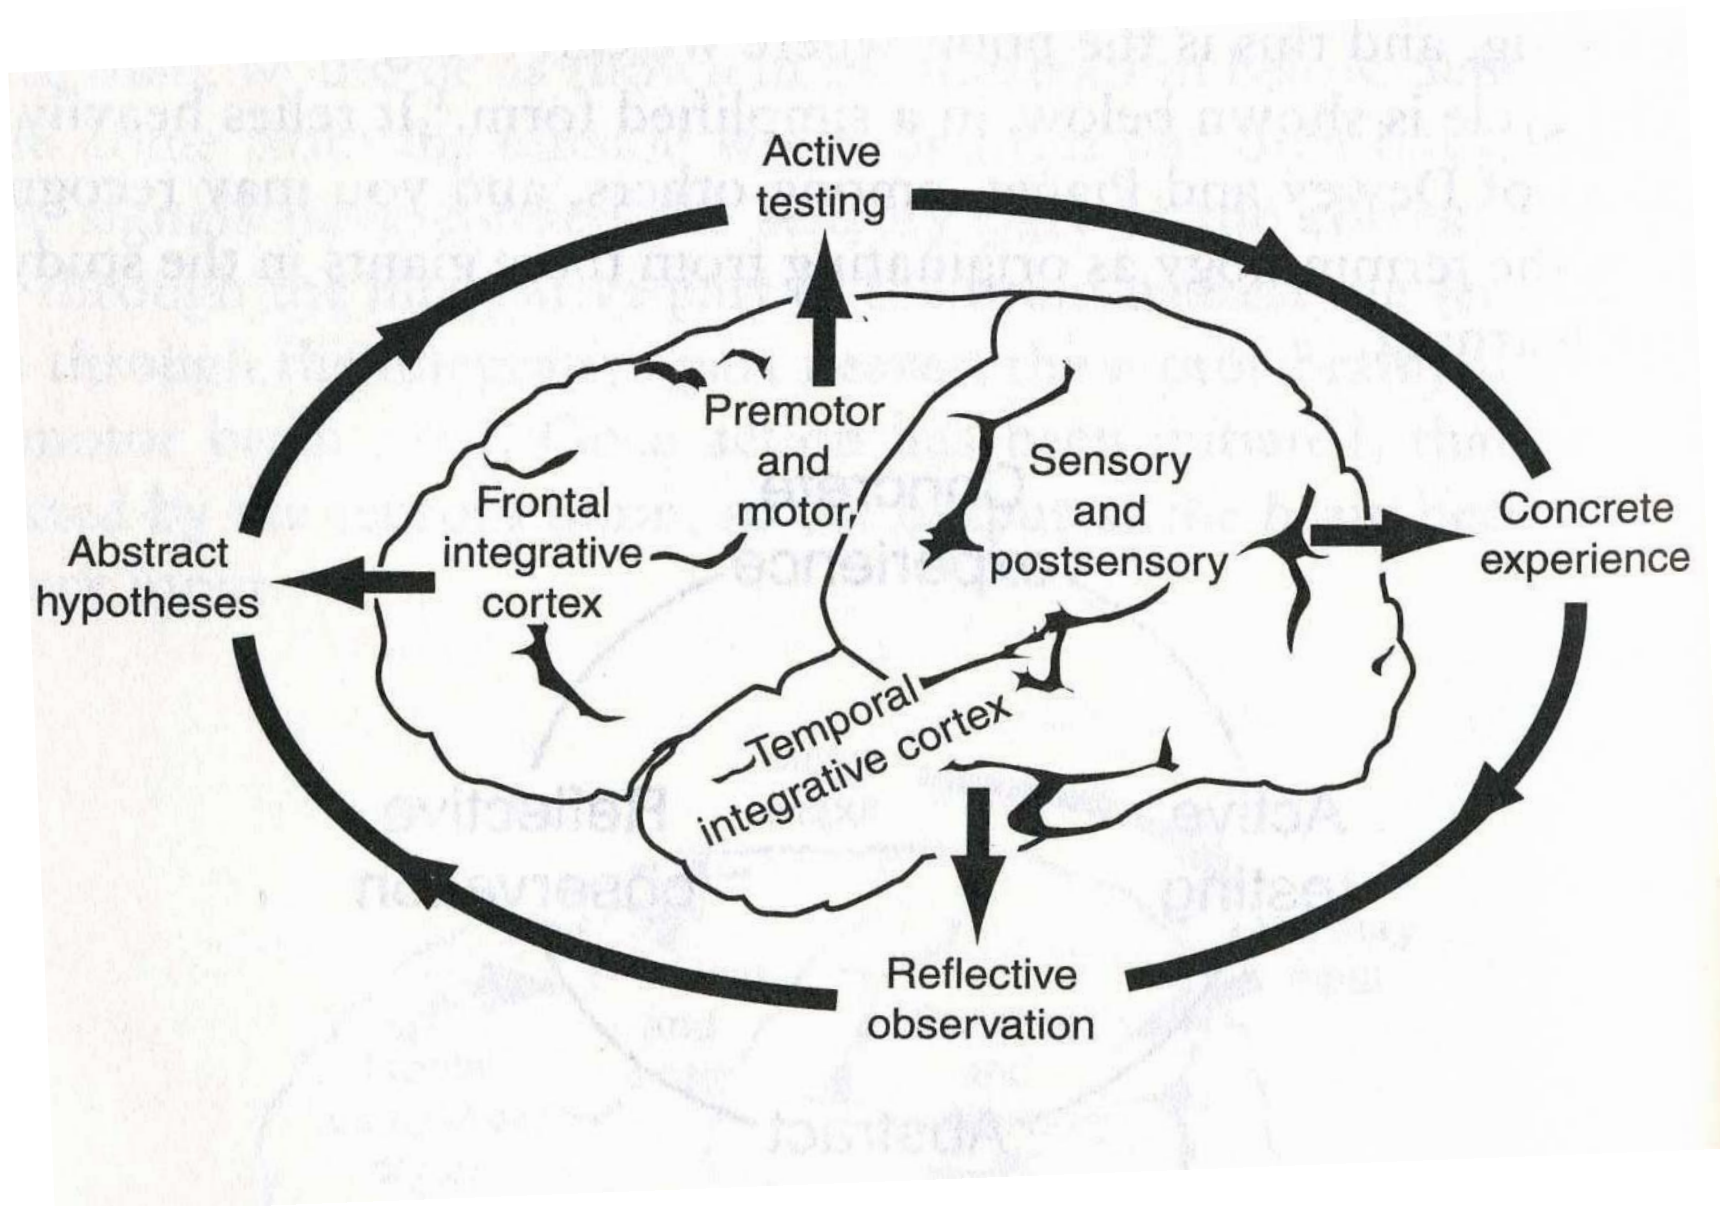 Active
testing
Premotor
and
motor
Sensory
and
postsensory
Frontal
integrative
cortex
Abstract
hypotheses
Concrete
experience
Temporal
integrative cortex
Reflective
observation